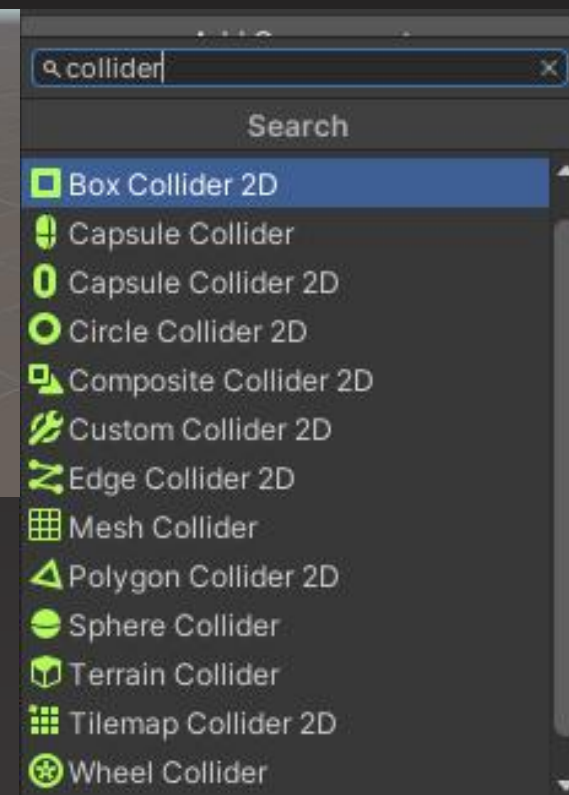 collider
Search
Box Collider 2D
Capsule Collider
Capsule Collider 2D
Circle Collider 2D
Composite Collider 2D
Custom Collider 2D
Edge Collider 2D
Mesh Collider
Polygon Collider 2D
Sphere Collider
Terrain Collider
Tilemap Collider 2D
Wheel Collider